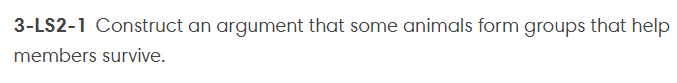 3-LS2-1 Construct an argument that some animals form groups that help
members survive.